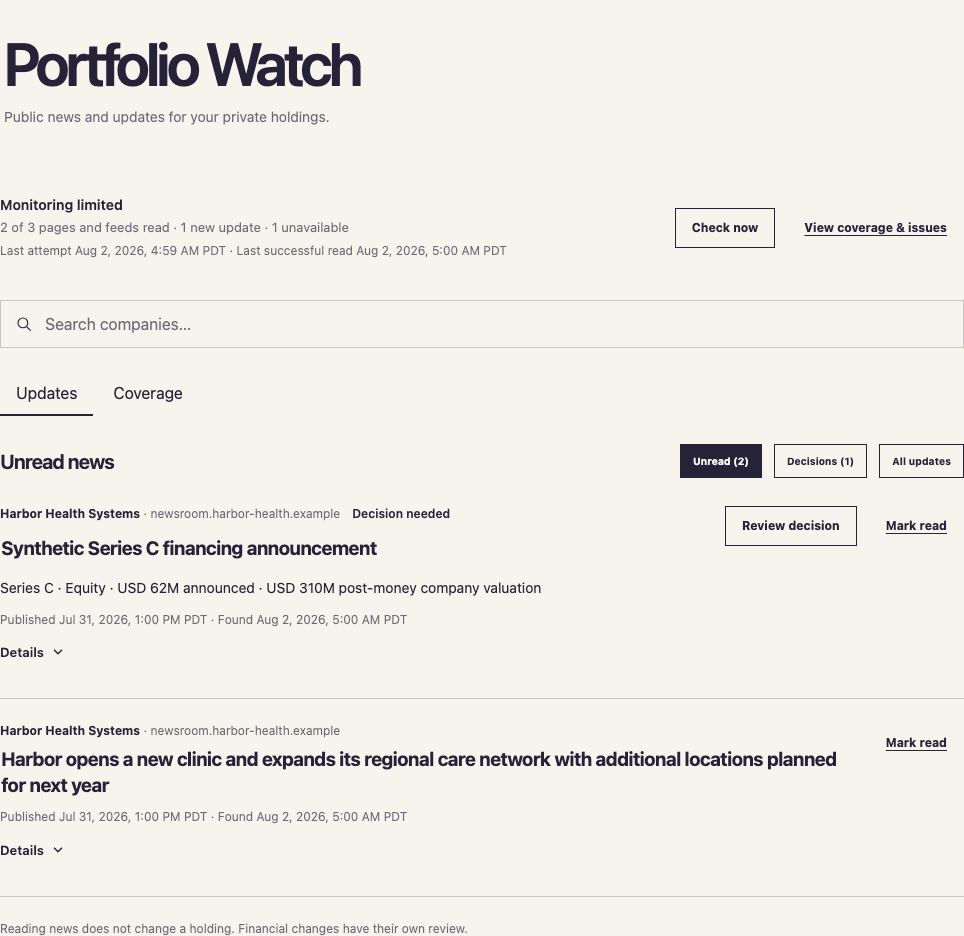 Portfolio Watch
Public news and updates for your private holdings.
Monitoring limited
2 of 3 pages and feeds read · 1 new update · 1 unavailable
Last attempt Aug 2, 2026, 4:59 AM PDT · Last successful read Aug 2, 2026, 5:00 AM PDT
Check now
View coverage & issues
Search companies...
Updates
Coverage
Unread news
Unread (2)
Decisions (1)
All updates
Harbor Health Systems · newsroom.harbor-health.example Decision needed
Review decision
Mark read
Synthetic Series C financing announcement
Series C · Equity · USD 62M announced · USD 310M post-money company valuation
Published Jul 31, 2026, 1:00 PM PDT · Found Aug 2, 2026, 5:00 AM PDT
Details
Harbor Health Systems · newsroom.harbor-health.example
Mark read
Harbor opens a new clinic and expands its regional care network with additional locations planned
for next year
Published Jul 31, 2026, 1:00 PM PDT · Found Aug 2, 2026, 5:00 AM PDT
Details
Reading news does not change a holding. Financial changes have their own review.